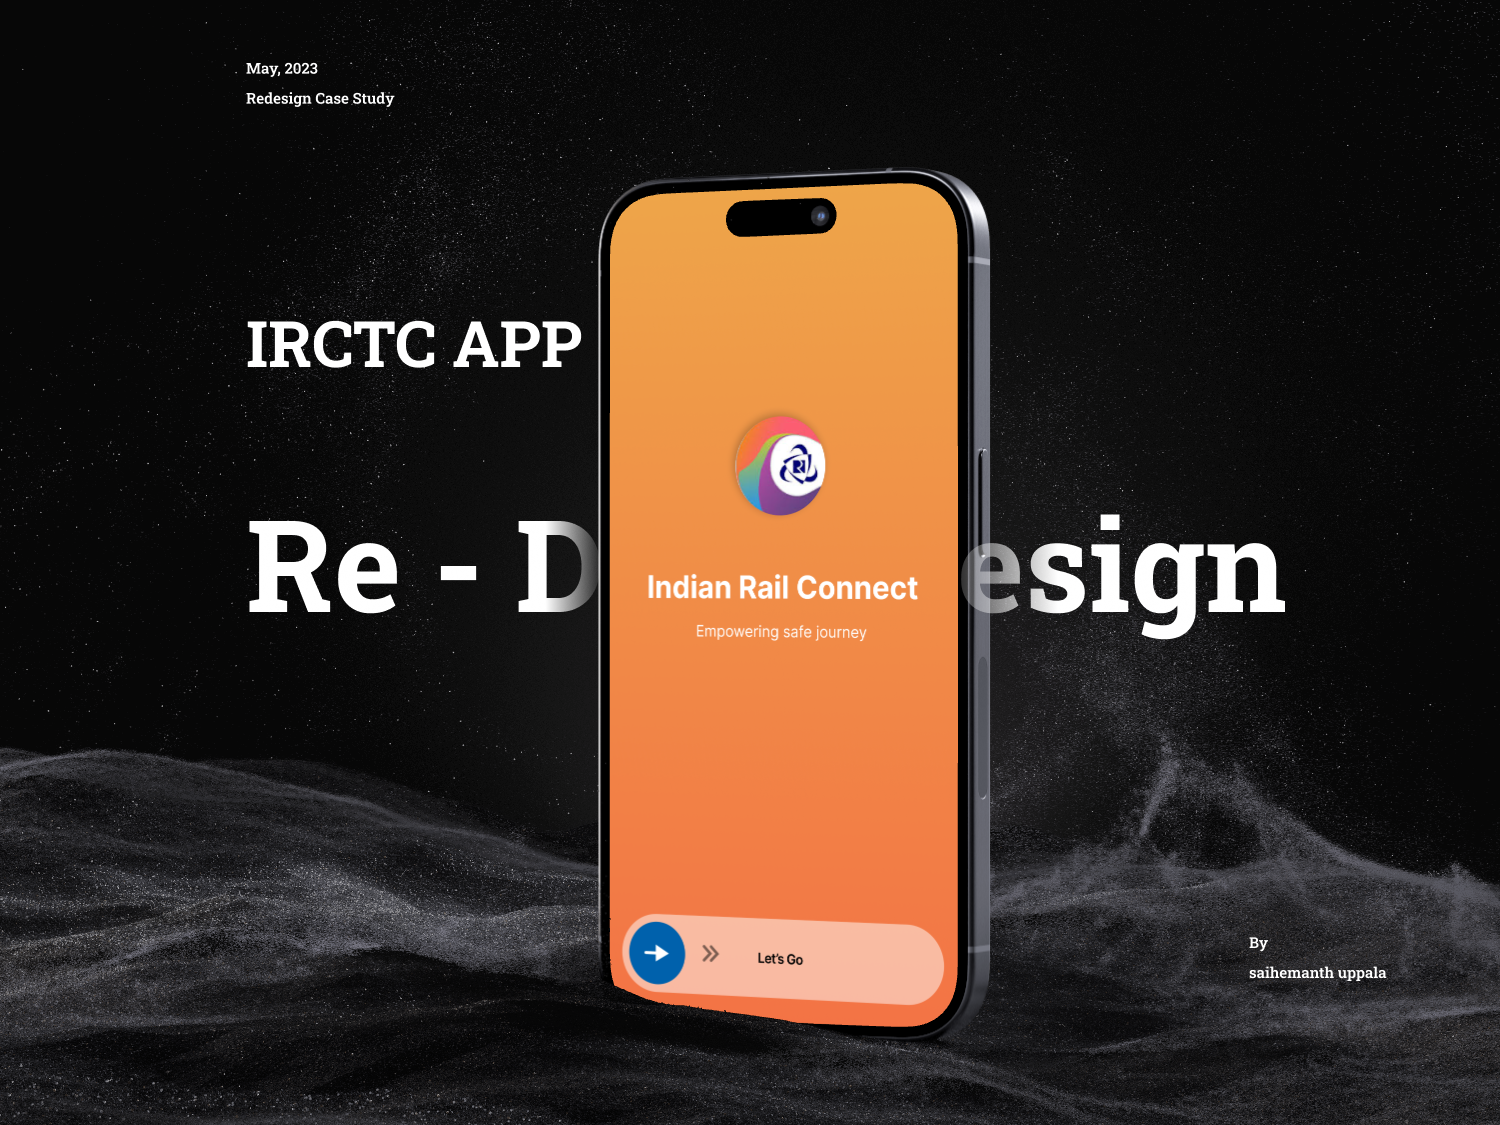 May, 2023
Redesign Case Study
IRCTC APP
Re - Design
Indian Rail Connect
Empowering safe journey
Let's Go
By
saihemanth uppala